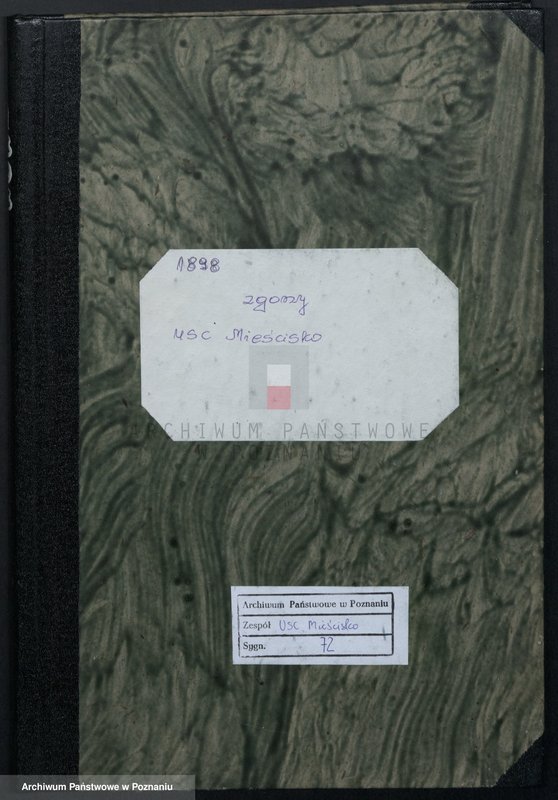 1898
zgony
USC Mieścisko
ARCHIWUM PAŃSTWOWE
W POZNANIU
Archiwum Państwowe w Poznaniu
Zespół USC Mieścisko
Sygn. 72
Archiwum Państwowe w Poznaniu